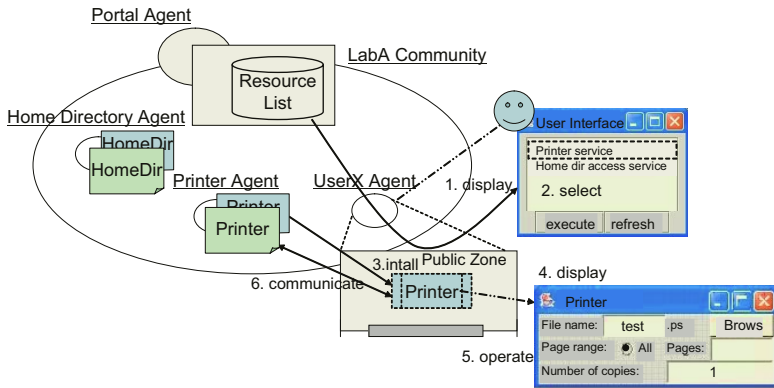 Portal Agent
LabA Community
Resource
List
Home Directory Agent
HomeDir
HomeDir
Printer Agent
Printer
Printer
UserX Agent
1. display
User Interface
Printer service
Home dir access service
2. select
execute
refresh
3.intall
Public Zone
Printer
6. communicate
4. display
5. operate
Printer
File name:
test
.ps
Brows
Page range:
All
Pages:
Number of copies:
1